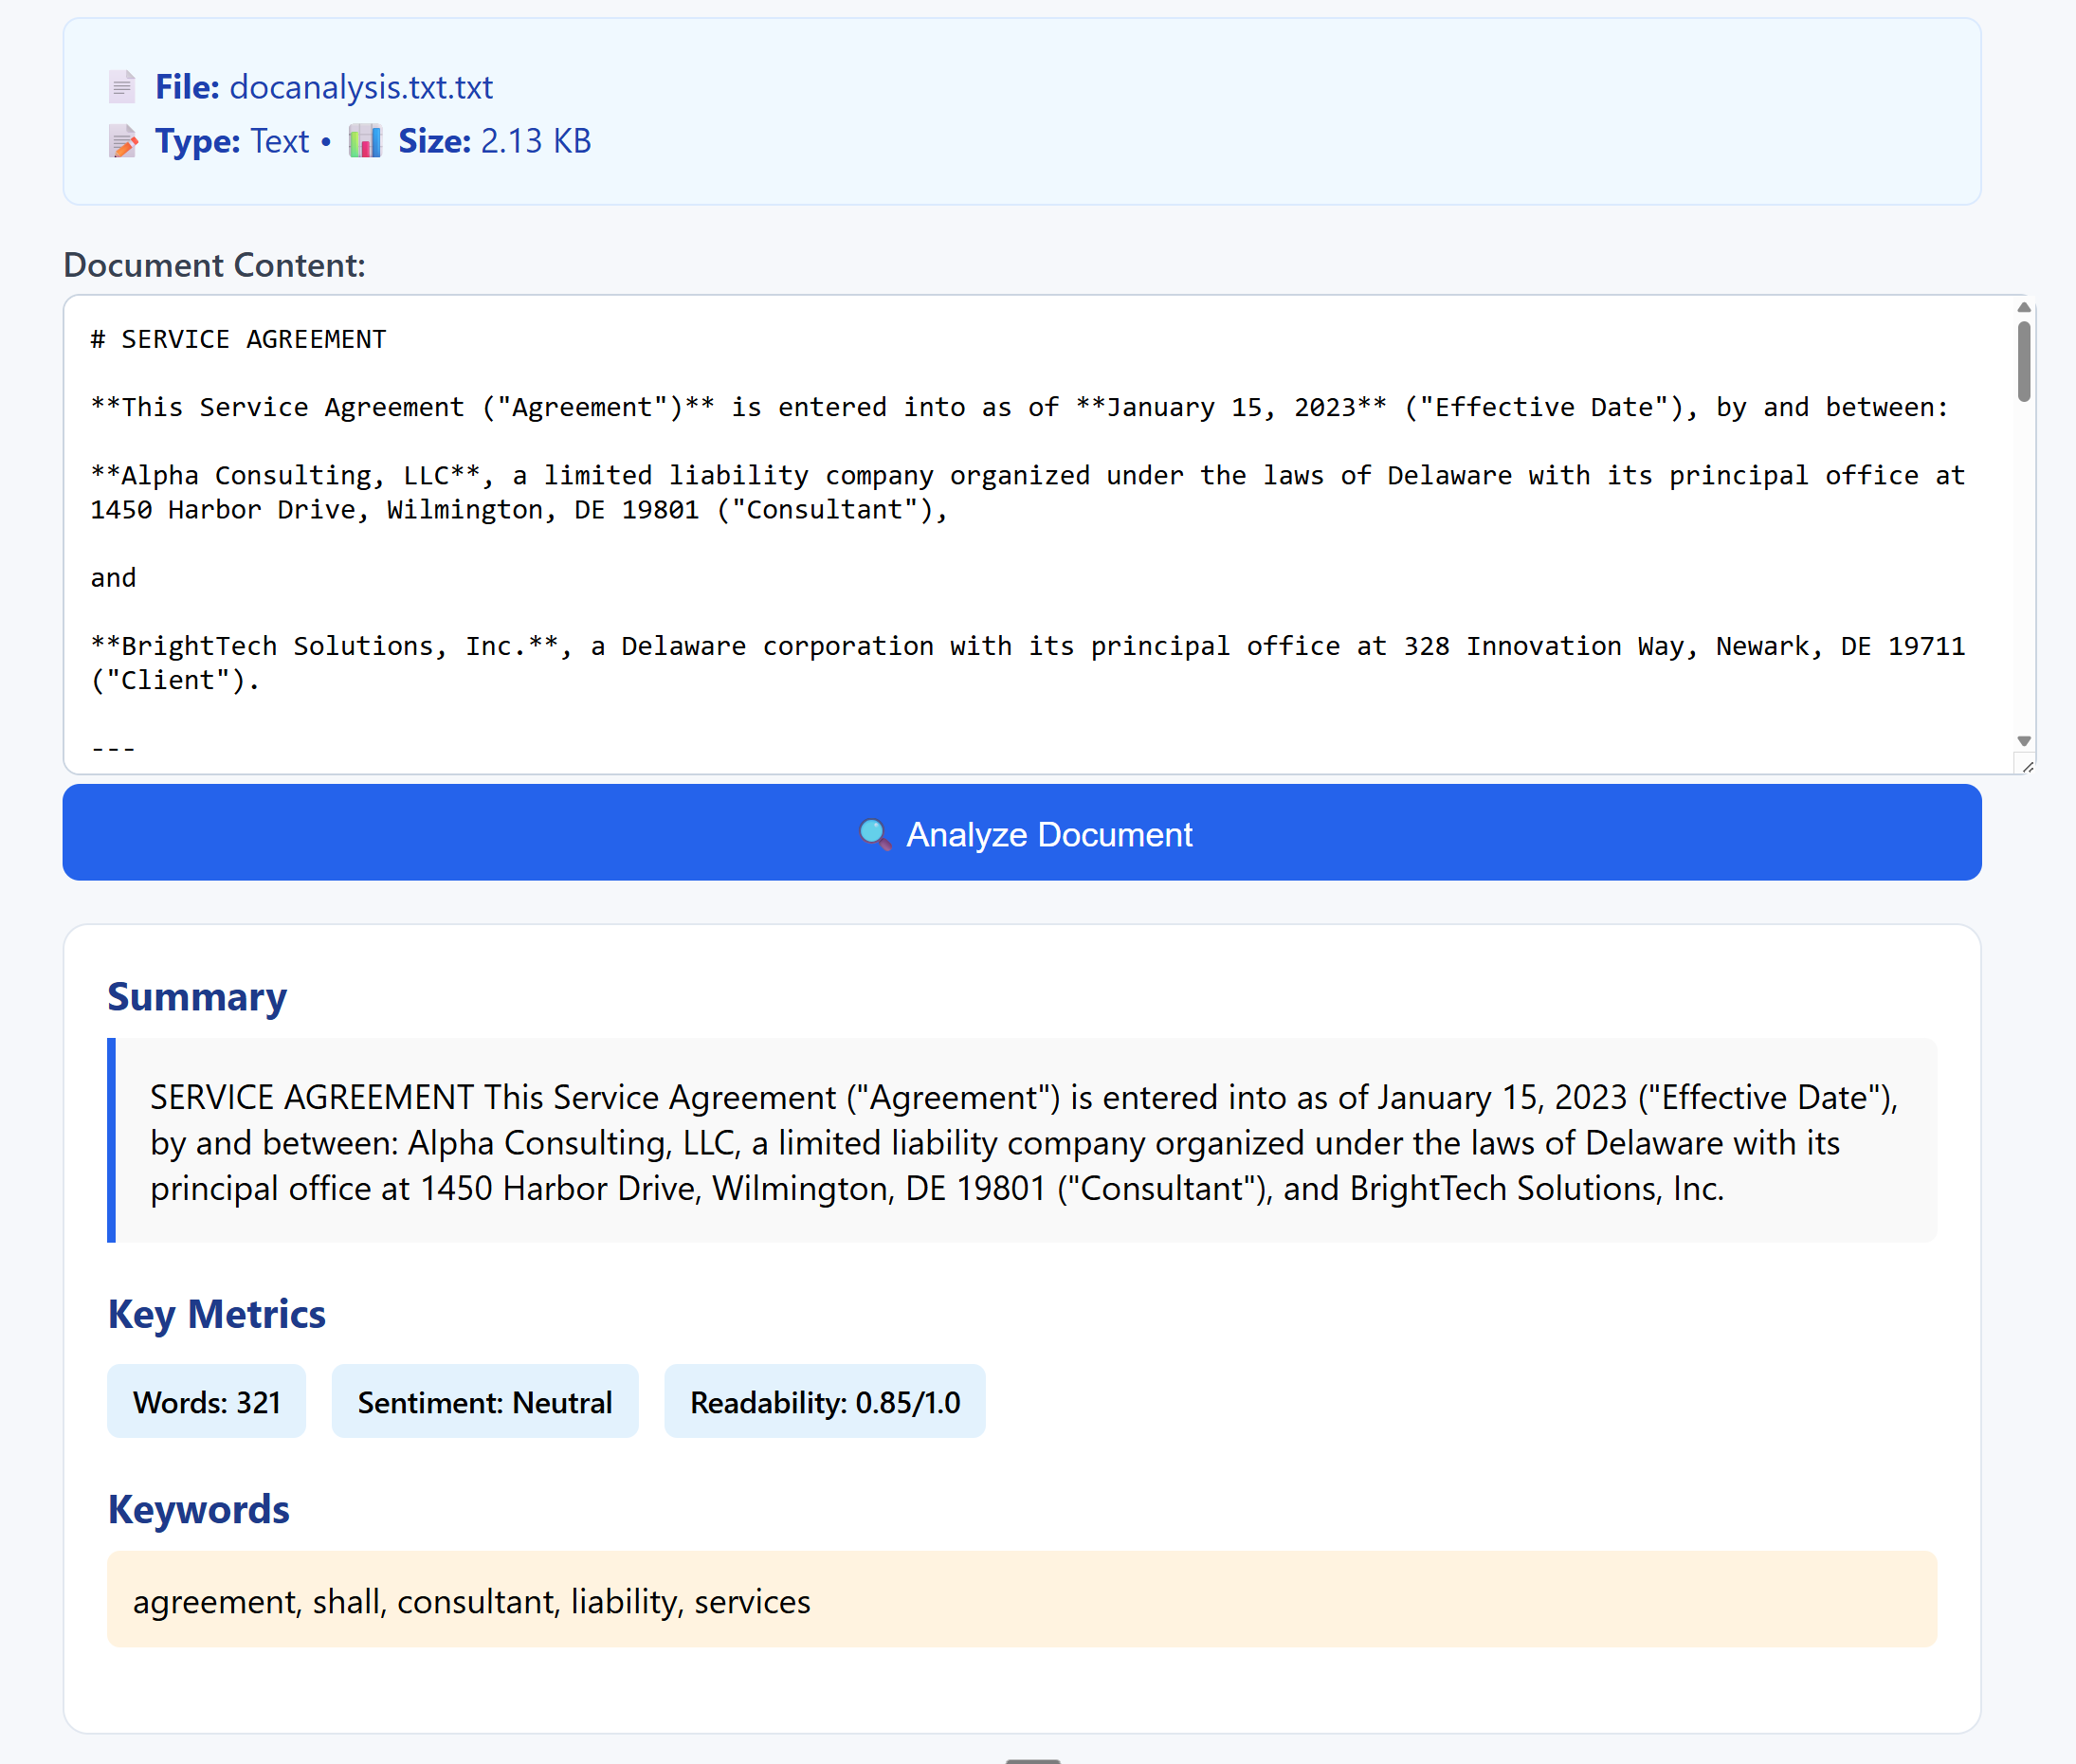 File: docanalysis.txt.txt
Type: Text • Size: 2.13 KB
Document Content:
# SERVICE AGREEMENT
**This Service Agreement ("Agreement")** is entered into as of **January 15, 2023** ("Effective Date"), by and between:
**Alpha Consulting, LLC**, a limited liability company organized under the laws of Delaware with its principal office at
1450 Harbor Drive, Wilmington, DE 19801 ("Consultant"),
and
**BrightTech Solutions, Inc.**, a Delaware corporation with its principal office at 328 Innovation Way, Newark, DE 19711
("Client").
---
Analyze Document
Summary
SERVICE AGREEMENT This Service Agreement ("Agreement") is entered into as of January 15, 2023 ("Effective Date"),
by and between: Alpha Consulting, LLC, a limited liability company organized under the laws of Delaware with its
principal office at 1450 Harbor Drive, Wilmington, DE 19801 ("Consultant"), and BrightTech Solutions, Inc.
Key Metrics
Words: 321 Sentiment: Neutral Readability: 0.85/1.0
Keywords
agreement, shall, consultant, liability, services